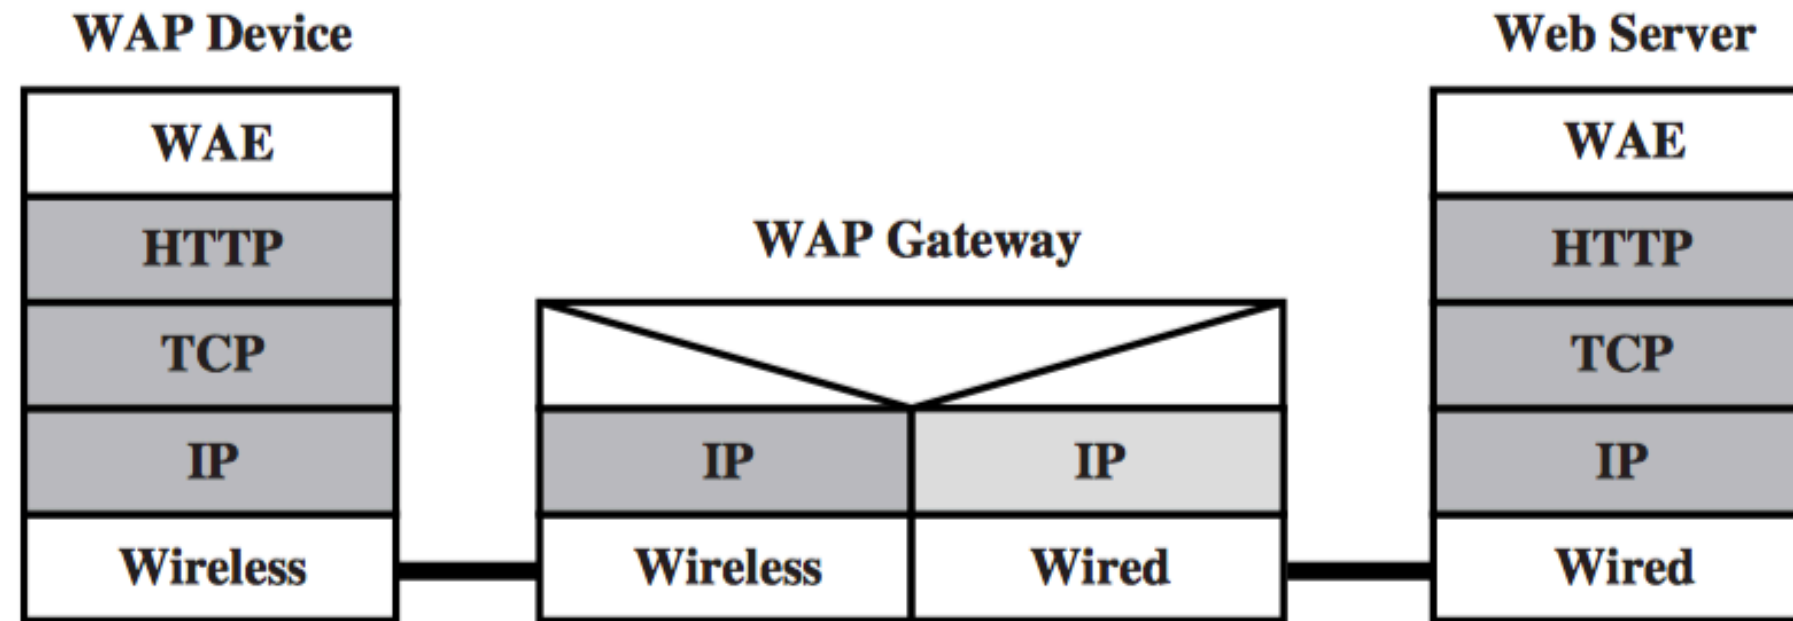 WAP Device
WAE
HTTP
TCP
IP
Wireless
WAP Gateway
IP
IP
Wireless
Wired
Web Server
WAE
HTTP
TCP
IP
Wired